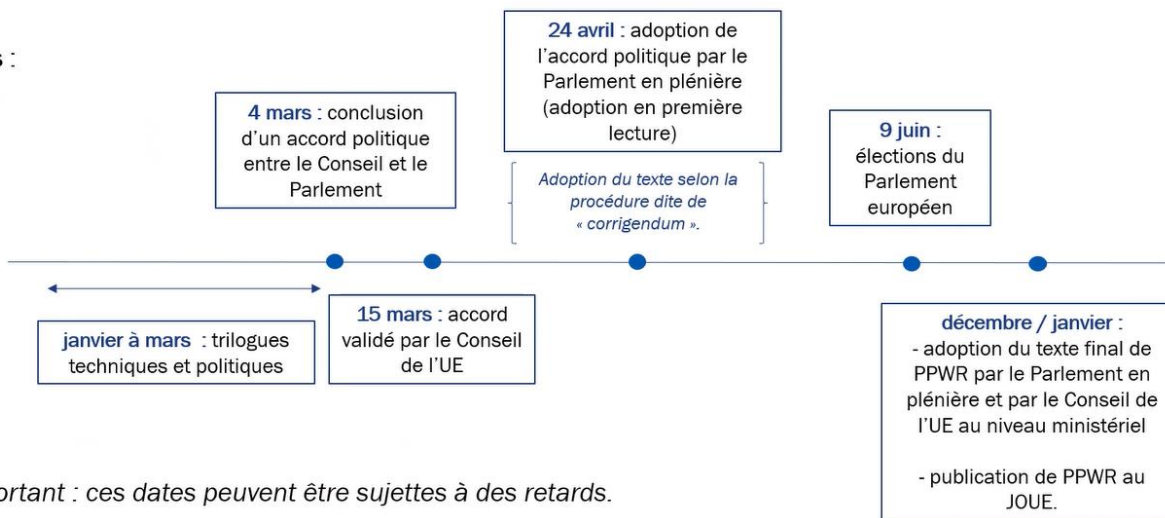 s :
4 mars : conclusion
d'un accord politique
entre le Conseil et le
Parlement
24 avril : adoption de
l'accord politique par le
Parlement en plénière
(adoption en première
lecture)
Adoption du texte selon la
procédure dite de
« corrigendum ».
9 juin :
élections du
Parlement
européen
janvier à mars : trilogues
techniques et politiques
15 mars : accord
validé par le Conseil
de l'UE
décembre / janvier :
- adoption du texte final de
PPWR par le Parlement en
plénière et par le Conseil de
l'UE au niveau ministériel
- publication de PPWR au
JOUE.
ortant : ces dates peuvent être sujettes à des retards.